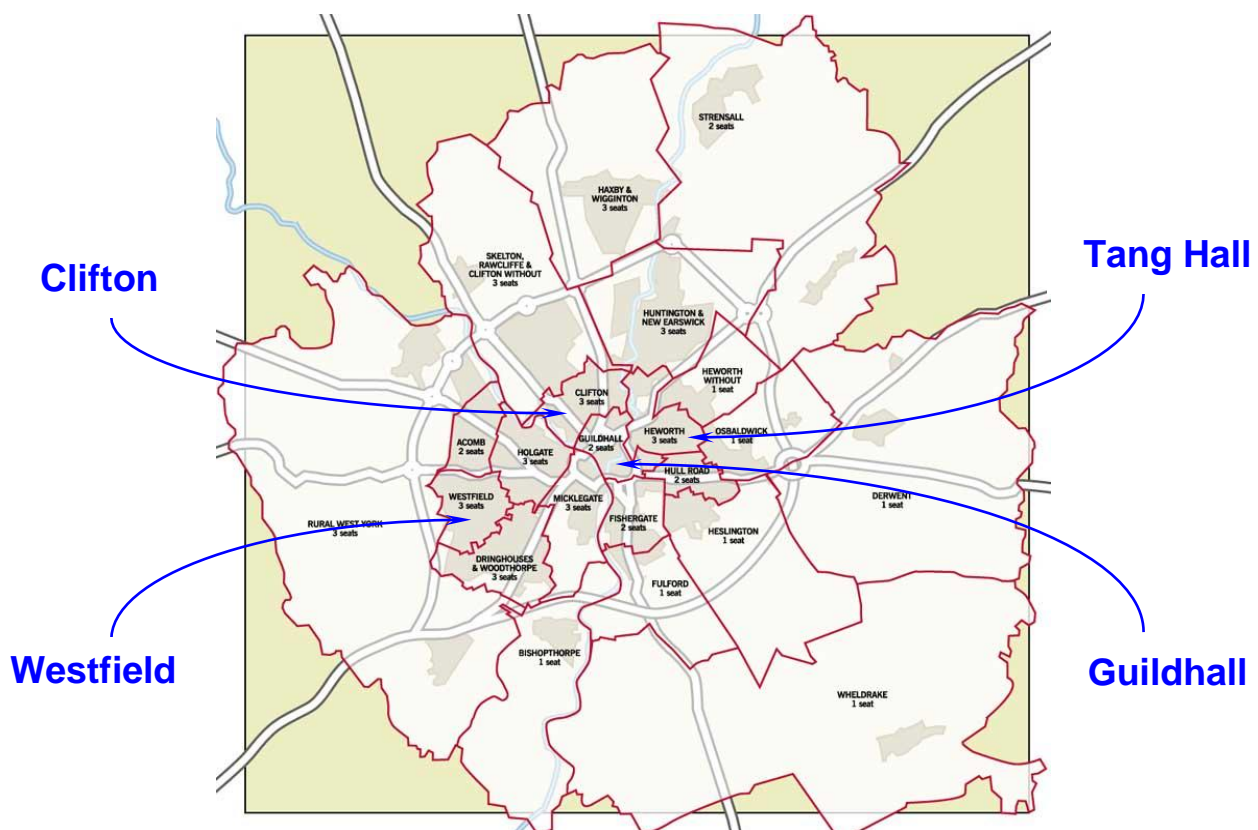 STRENSALL
2 seats
HAXBY &
WIGGINTON
3 seats
SKELTON,
RAWCLIFFE &
CLIFTON WITHOUT
3 seats
Tang Hall
Clifton
HUNTINGTON &
NEW EARSWICK
3 seats
HEWORTH
WITHOUT
1 seat
CLIFTON
3 seats
ACOMB
2 seats
HOLGATE
3 seats
GUILDHALL
2 seats
HEWORTH
3 seats
OSBALDWICK
1 seat
HULL ROAD
2 seats
WESTFIELD
3 seats
MICKLEGATE
3 seats
DERWENT
1 seat
RURAL WEST YORK
3 seats
FISHERGATE
2 seats
HESLINGTON
1 seat
DRINGHOUSES
& WOODTHORPE
3 seats
FULFORD
1 seat
BISHOPTHORPE
1 seat
Westfield
Guildhall
WHELDRAKE
1 seat